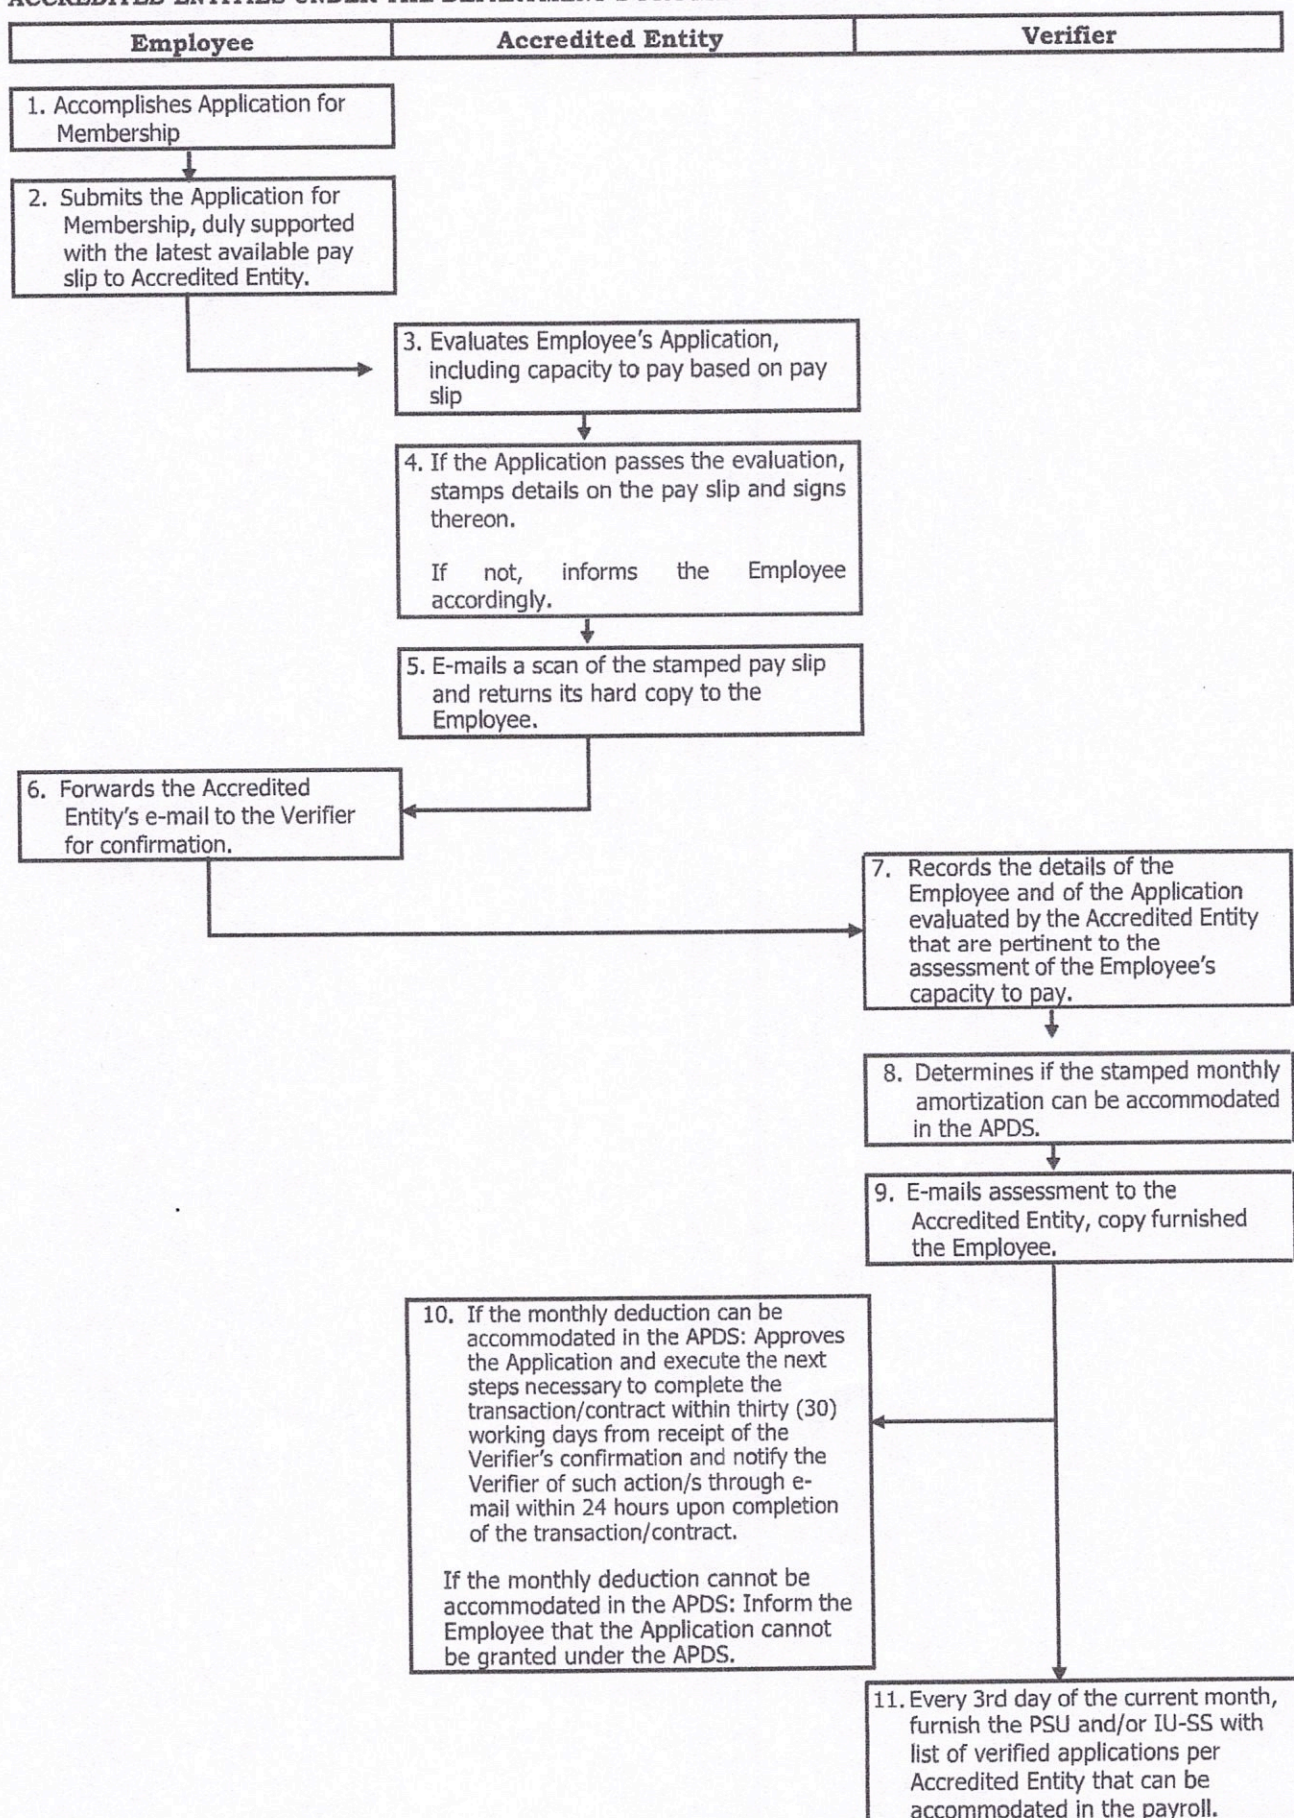 ACCREDITED ENTITIES UNDER THE
Employee
Accredited Entity
Verifier
1. Accomplishes Application for
Membership
2. Submits the Application for
Membership, duly supported
with the latest available pay
slip to Accredited Entity.
3. Evaluates Employee's Application,
including capacity to pay based on pay
slip
4. If the Application passes the evaluation,
stamps details on the pay slip and signs
thereon.
If not, informs the Employee
accordingly.
5. E-mails a scan of the stamped pay slip
and returns its hard copy to the
Employee.
6. Forwards the Accredited
Entity's e-mail to the Verifier
for confirmation.
7. Records the details of the
Employee and of the Application
evaluated by the Accredited Entity
that are pertinent to the
assessment of the Employee's
capacity to pay.
8. Determines if the stamped monthly
amortization can be accommodated
in the APDS.
9. E-mails assessment to the
Accredited Entity, copy furnished
the Employee.
10. If the monthly deduction can be
accommodated in the APDS: Approves
the Application and execute the next
steps necessary to complete the
transaction/contract within thirty (30)
working days from receipt of the
Verifier's confirmation and notify the
Verifier of such action/s through e-
mail within 24 hours upon completion
of the transaction/contract.
If the monthly deduction cannot be
accommodated in the APDS: Inform the
Employee that the Application cannot
be granted under the APDS.
11. Every 3rd day of the current month,
furnish the PSU and/or IU-SS with
list of verified applications per
Accredited Entity that can be
accommodated in the payroll.